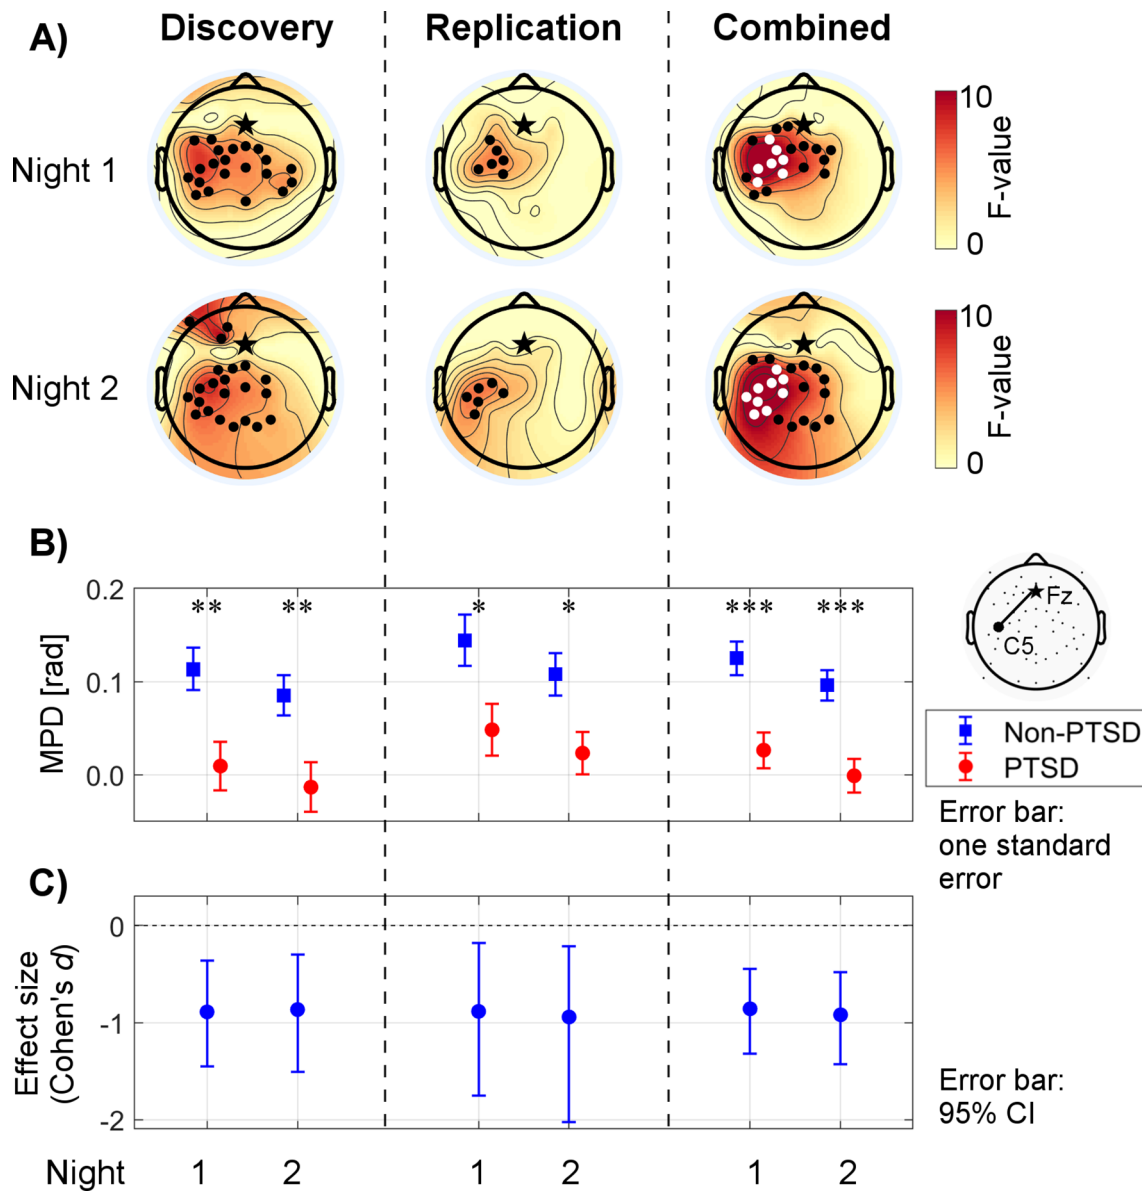 A)
Discovery
Replication
Combined
Night 1
10
0
F-value
Night 2
10
0
F-value
B)
0.2
0.1
0.0
MPD [rad]
**
**
*
*
***
***
Fz
C5
Non-PTSD
PTSD
Error bar:
one standard
error
C)
0
-1
-2
Effect size
(Cohen's d)
Error bar:
95% CI
Night
1
2
1
2
1
2